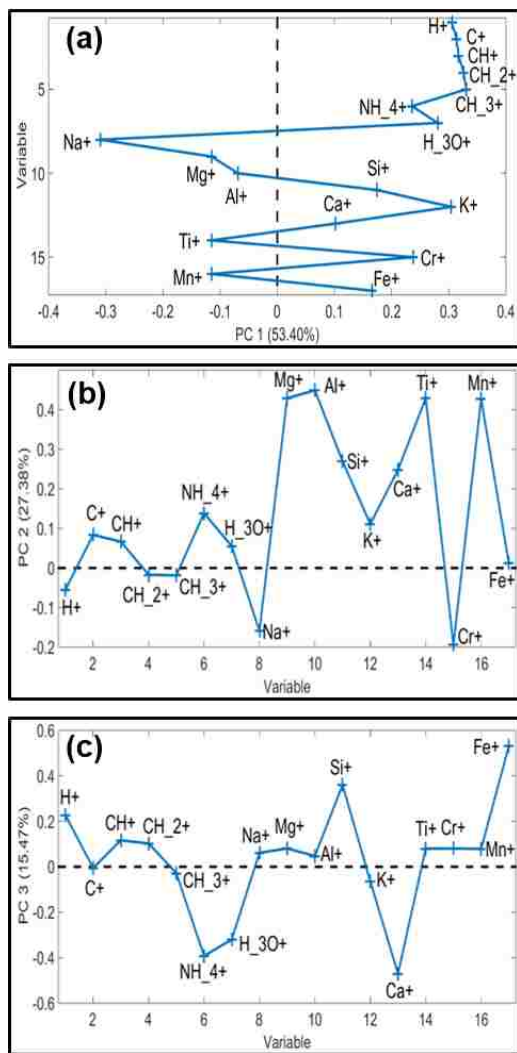 (a)
H+
C+
CH+
CH_2+
CH_3+
NH_4+
H_3O+
Na+
Mg+
Al+
Si+
K+
Ca+
Ti+
Cr+
Mn+
Fe+
Variable
5
10
15
-0.4 -0.3 -0.2 -0.1 0 0.1 0.2 0.3 0.4
PC 1 (53.40%)
(b)
PC 2 (27.38%)
0.4
0.3
0.2
0.1
0
-0.1
-0.2
H+
C+
CH+
CH_2+
CH_3+
NH_4+
H_3O+
Na+
Mg+
Al+
Si+
K+
Ca+
Ti+
Cr+
Mn+
Fe+
2 4 6 8 10 12 14 16
Variable
(c)
PC 3 (15.47%)
0.6
0.4
0.2
0
-0.2
-0.4
-0.6
H+
C+
CH+
CH_2+
CH_3+
NH_4+
H_3O+
Na+
Mg+
Al+
Si+
K+
Ca+
Ti+
Cr+
Mn+
Fe+
2 4 6 8 10 12 14 16
Variable